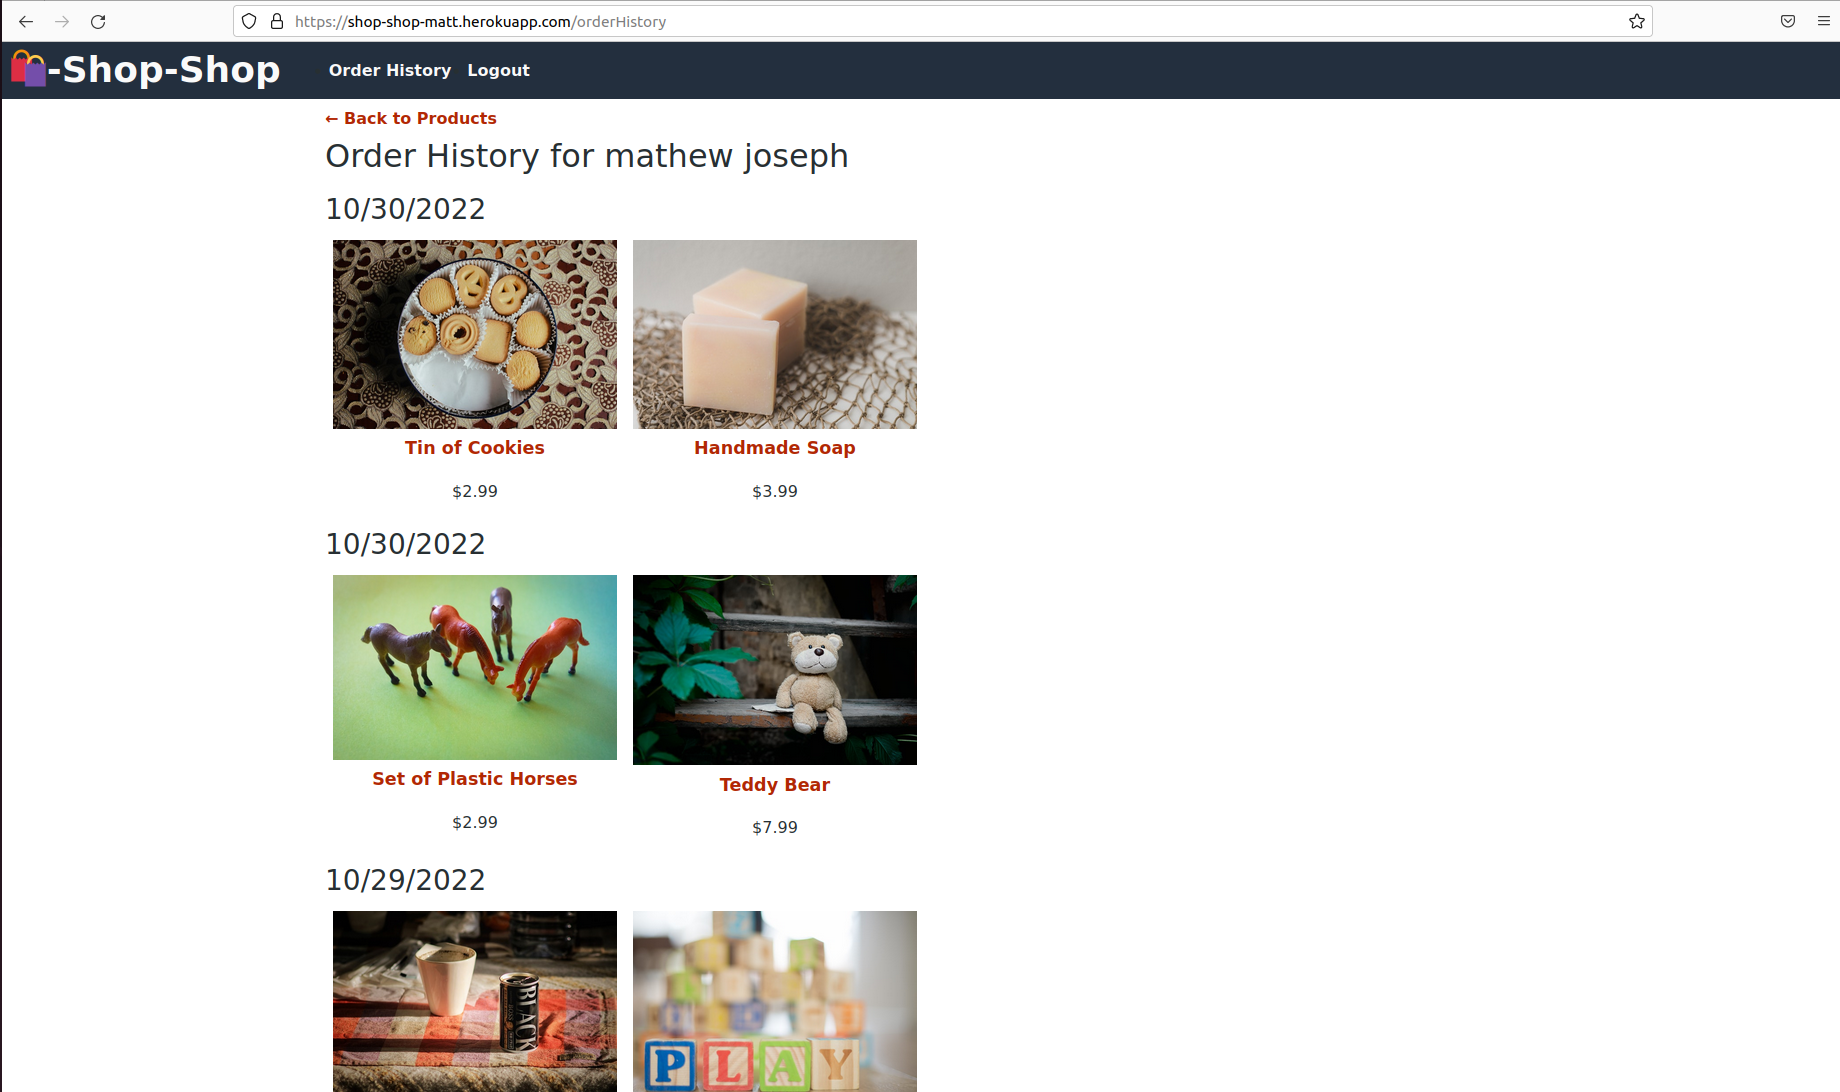 https://shop-shop-matt.herokuapp.com/orderHistory
-Shop-Shop
Order History
Logout
← Back to Products
Order History for mathew joseph
10/30/2022
Tin of Cookies
$2.99
Handmade Soap
$3.99
10/30/2022
Set of Plastic Horses
$2.99
Teddy Bear
$7.99
10/29/2022
BLACK
PLAY